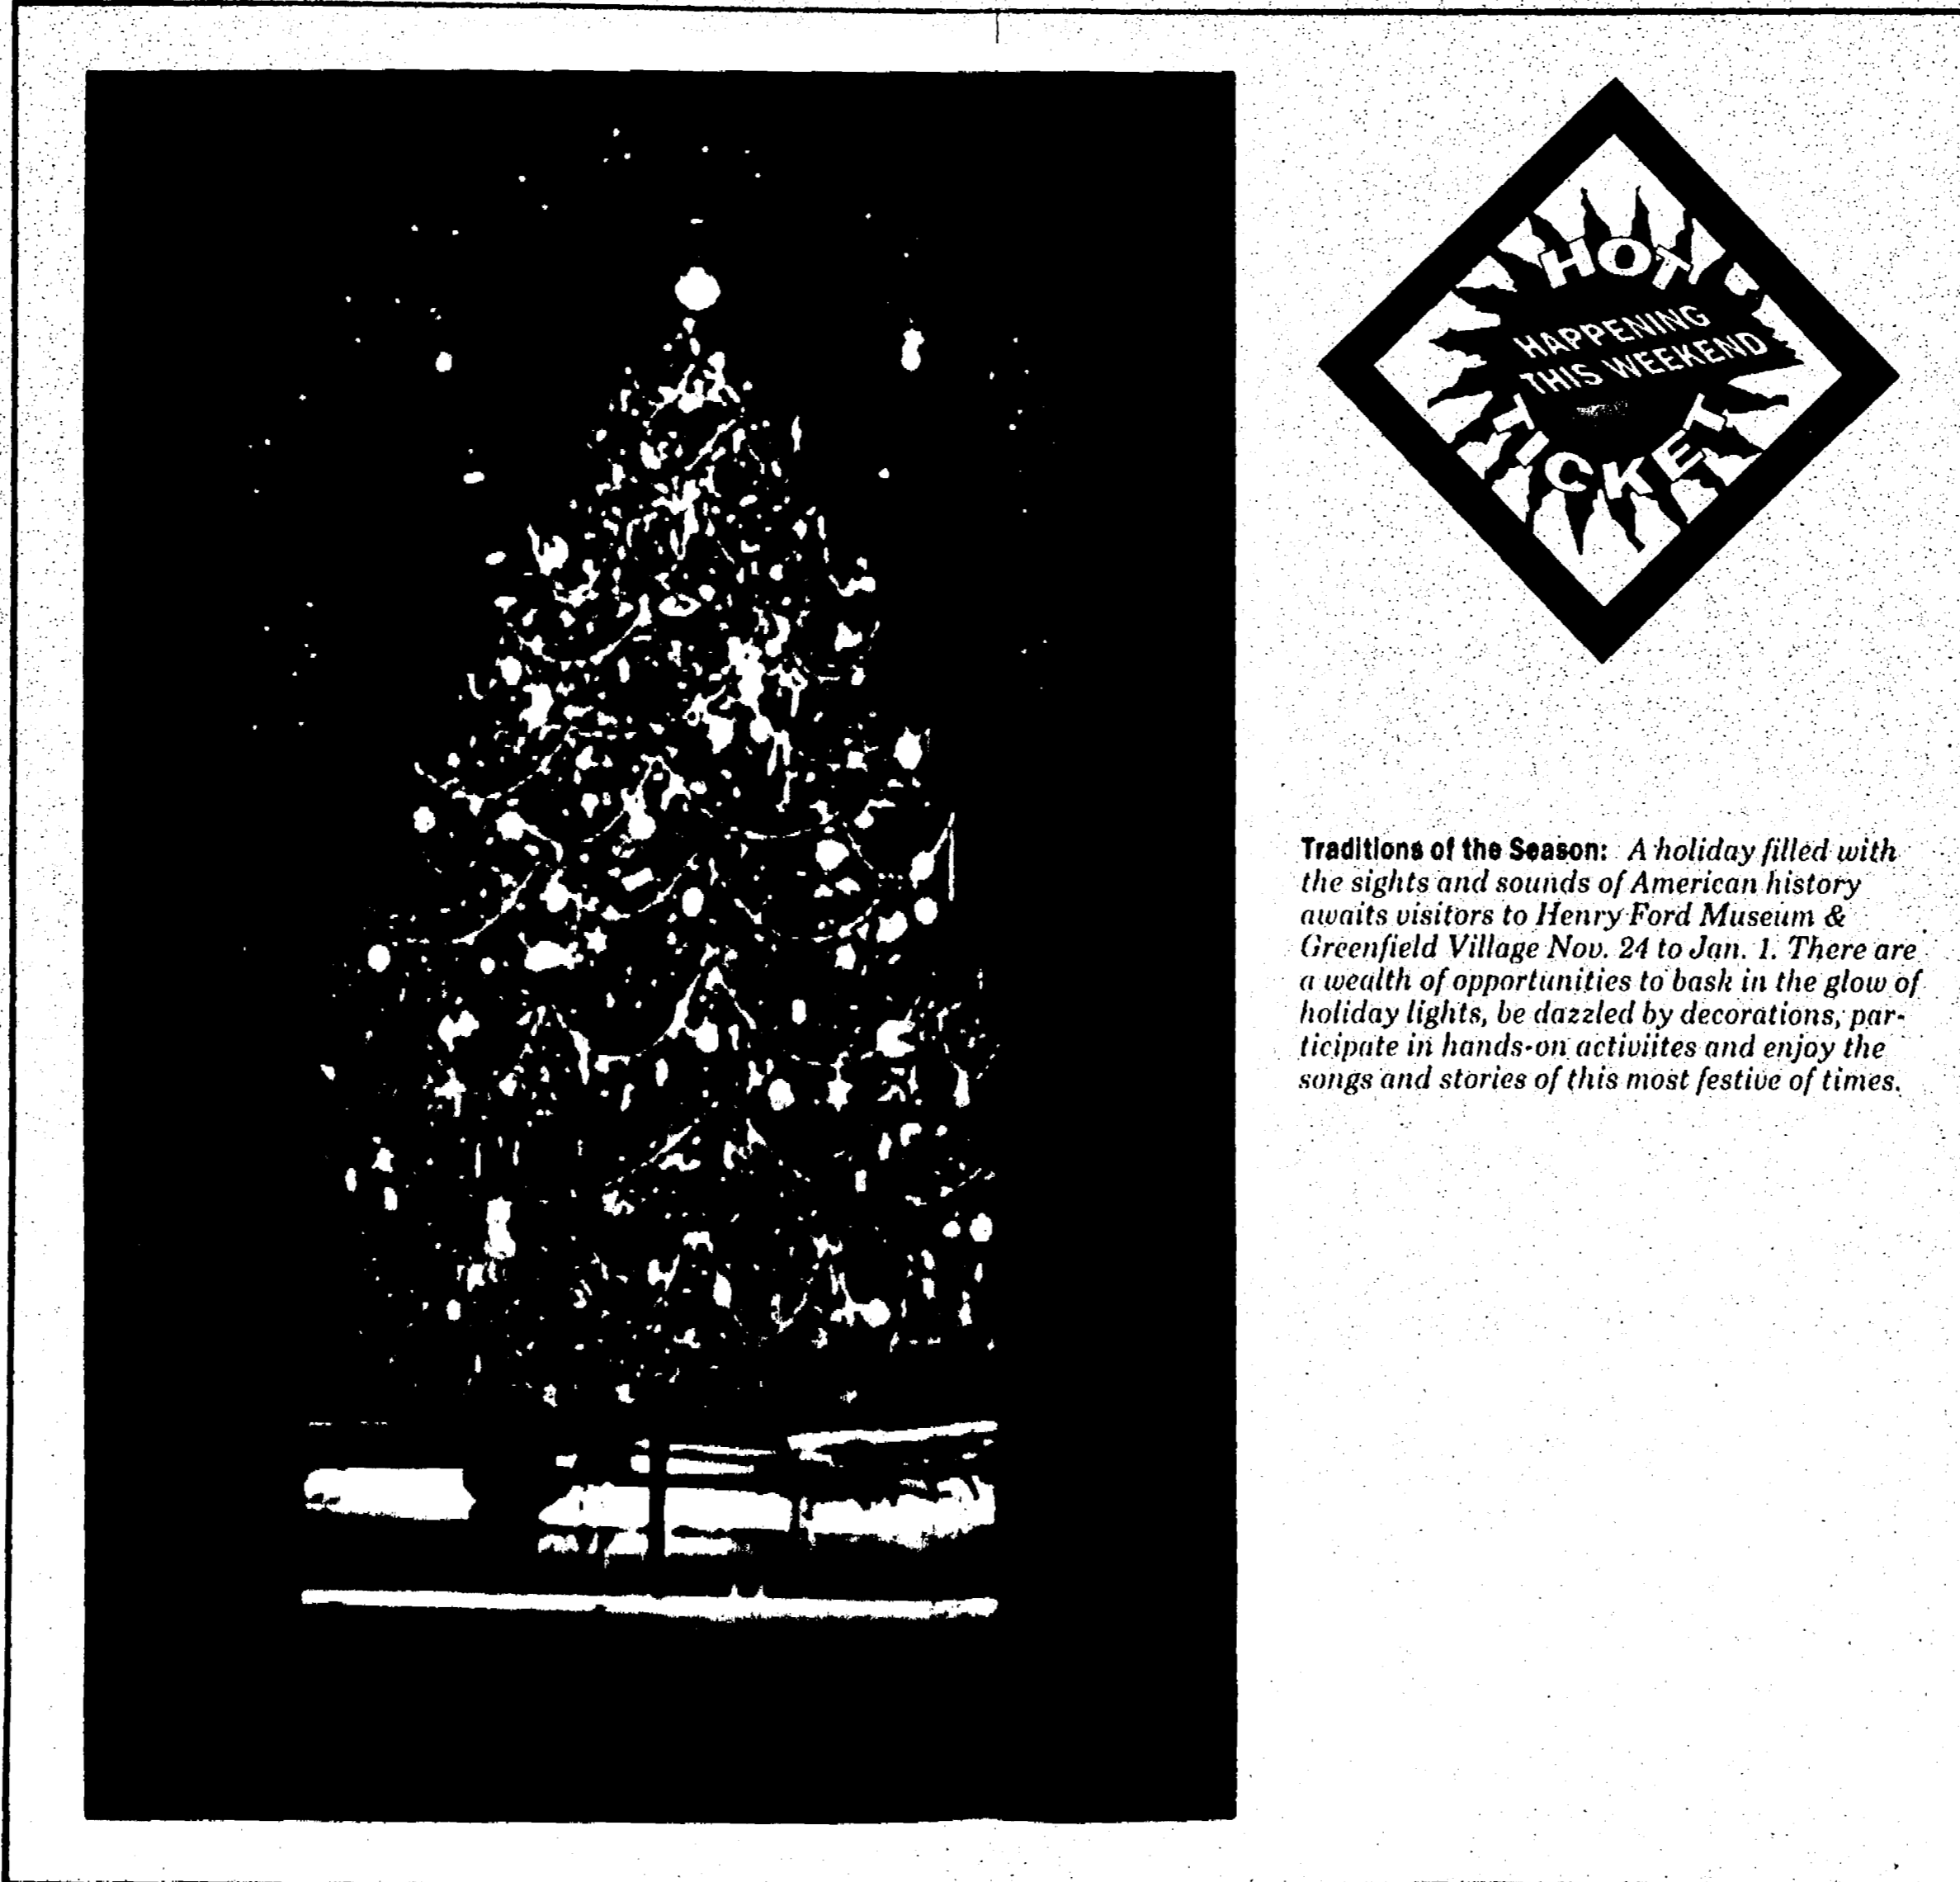 HOT
HAPPENING
THIS WEEKEND
TICKET
Traditions of the Season: A holiday filled with
the sights and sounds of American history
awaits visitors to Henry Ford Museum &
Greenfield Village Nov. 24 to Jan. 1. There are
a wealth of opportunities to bask in the glow of
holiday lights, be dazzled by decorations, par-
ticipate in hands-on activiites and enjoy the
songs and stories of this most festive of times.